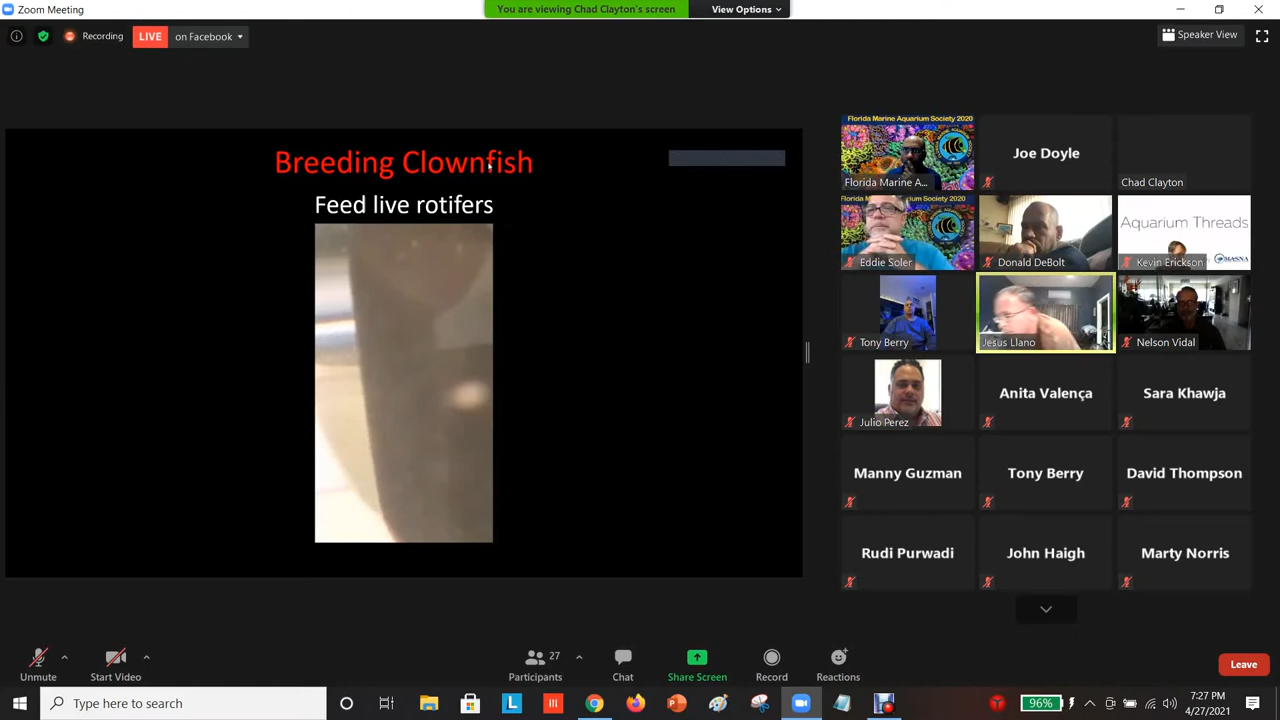 Zoom Meeting
You are viewing Chad Clayton's screen
View Options
Recording
LIVE
on Facebook
Speaker View
Breeding Clownfish
Feed live rotifers
Florida Marine Aquarium Society 2020
Florida Marine A...
Joe Doyle
Chad Clayton
Eddie Soler
Donald DeBolt
Aquarium Threads
Kevin Erickson
MASNA
Tony Berry
Jesus Llano
Nelson Vidal
Julio Perez
Anita Valença
Sara Khawja
Manny Guzman
Tony Berry
David Thompson
Rudi Purwadi
John Haigh
Marty Norris
Unmute
Start Video
27
Participants
Chat
Share Screen
Record
Reactions
Leave
Type here to search
L
96%
7:27 PM
4/27/2021